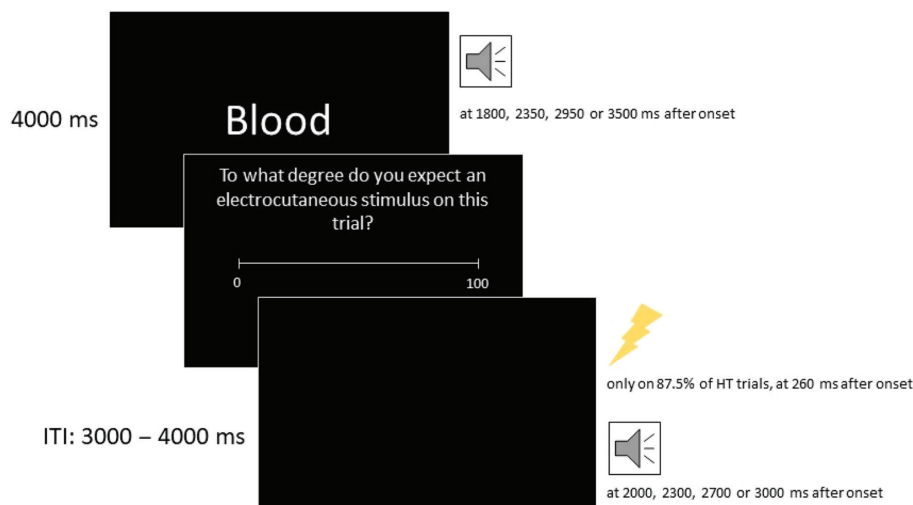 4000 ms
Blood
at 1800, 2350, 2950 or 3500 ms after onset
To what degree do you expect an
electrocutaneous stimulus on this
trial?
0 100
only on 87.5% of HT trials, at 260 ms after onset
ITI: 3000 – 4000 ms
at 2000, 2300, 2700 or 3000 ms after onset